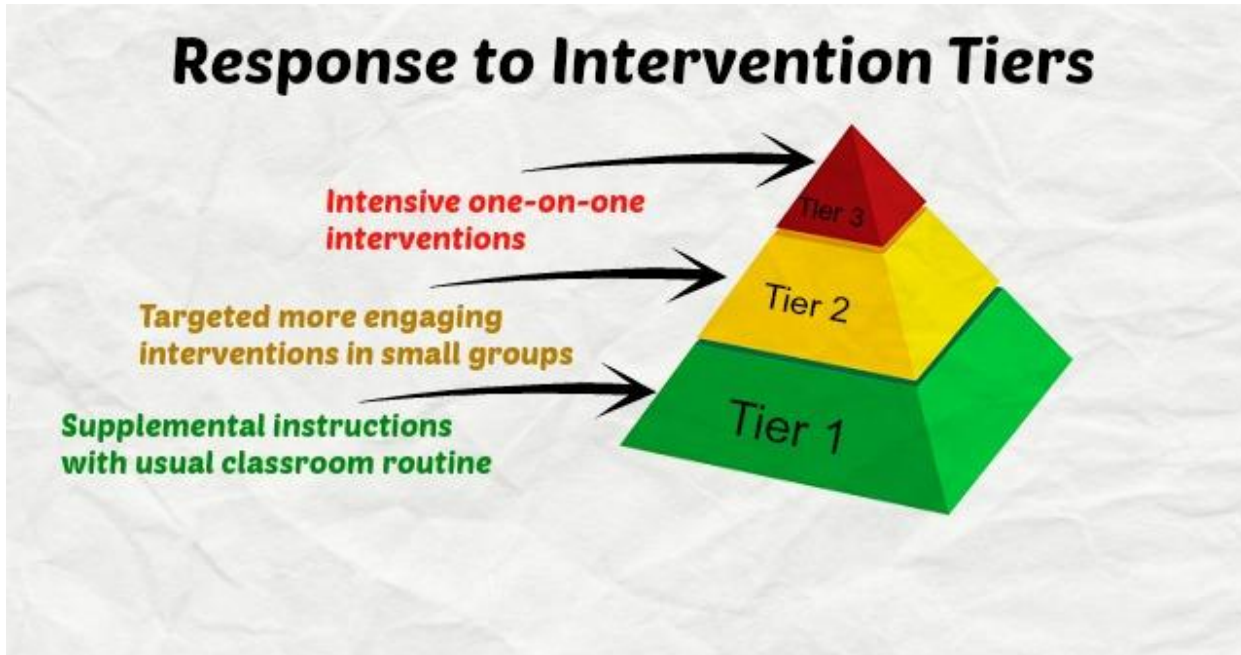 Response to Intervention Tiers
Intensive one-on-one
interventions
Tier 3
Targeted more engaging
interventions in small groups
Tier 2
Supplemental instructions
with usual classroom routine
Tier 1